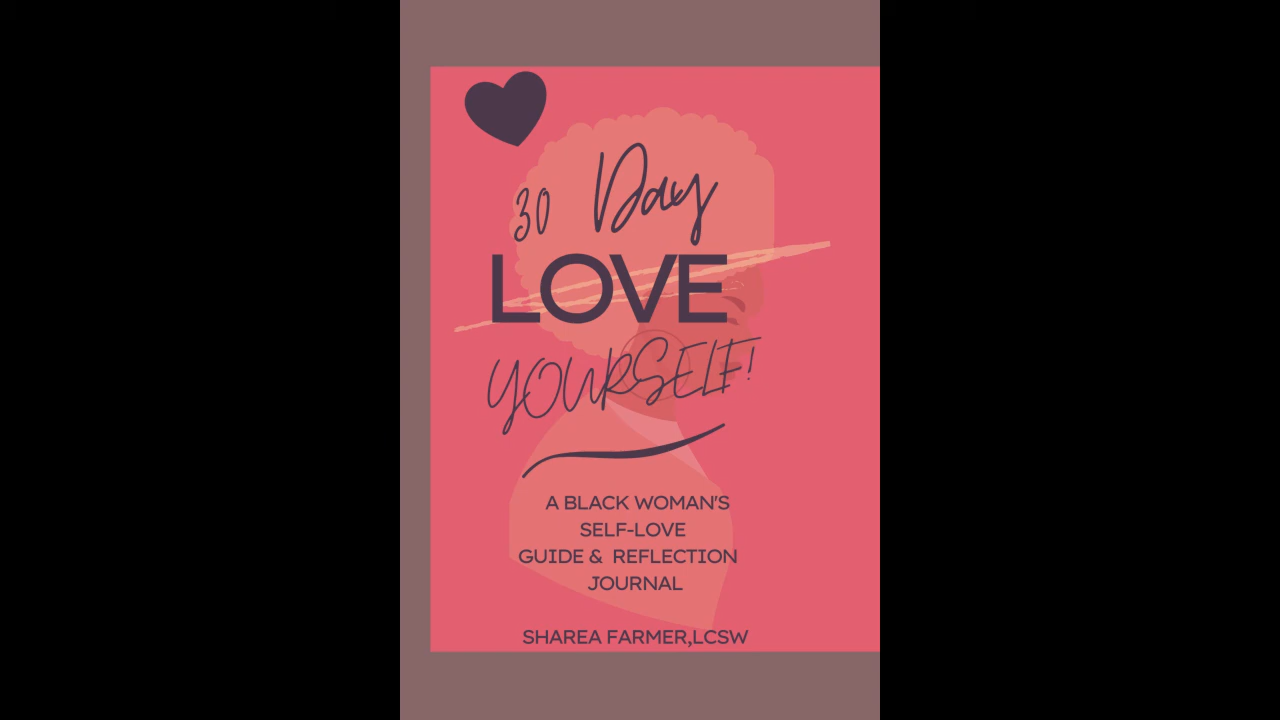 30 Day
LOVE
YOURSELF!
A BLACK WOMAN'S
SELF-LOVE
GUIDE & REFLECTION
JOURNAL
SHAREA FARMER,LCSW